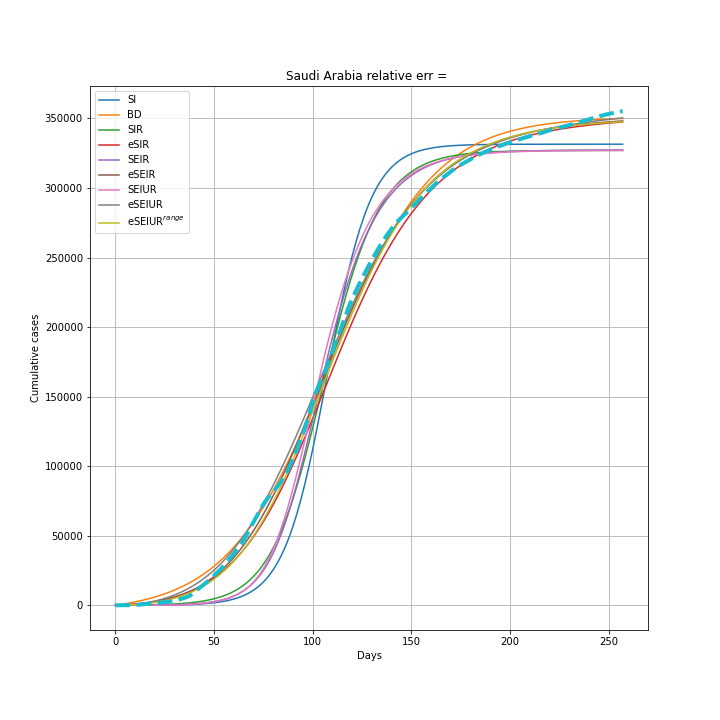 Saudi Arabia relative err =
SI
BD
SIR
eSIR
SEIR
eSEIR
SEIUR
eSEIUR
eSEIUR^range
350000
300000
250000
200000
150000
100000
50000
0
Cumulative cases
0 50 100 150 200 250
Days